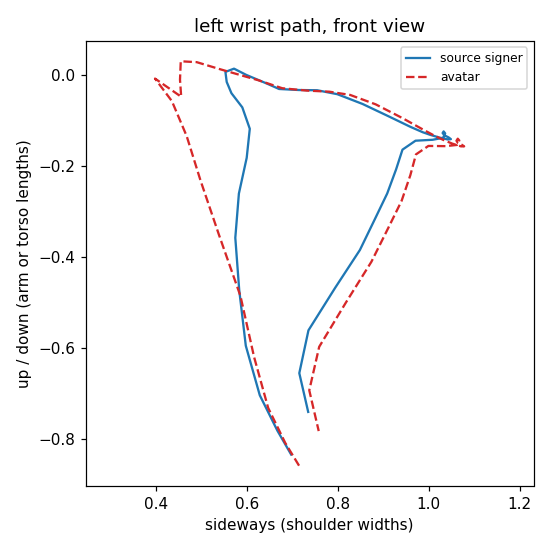 left wrist path, front view
source signer
avatar
0.0
−0.2
−0.4
−0.6
−0.8
up / down (arm or torso lengths)
0.4 0.6 0.8 1.0 1.2
sideways (shoulder widths)